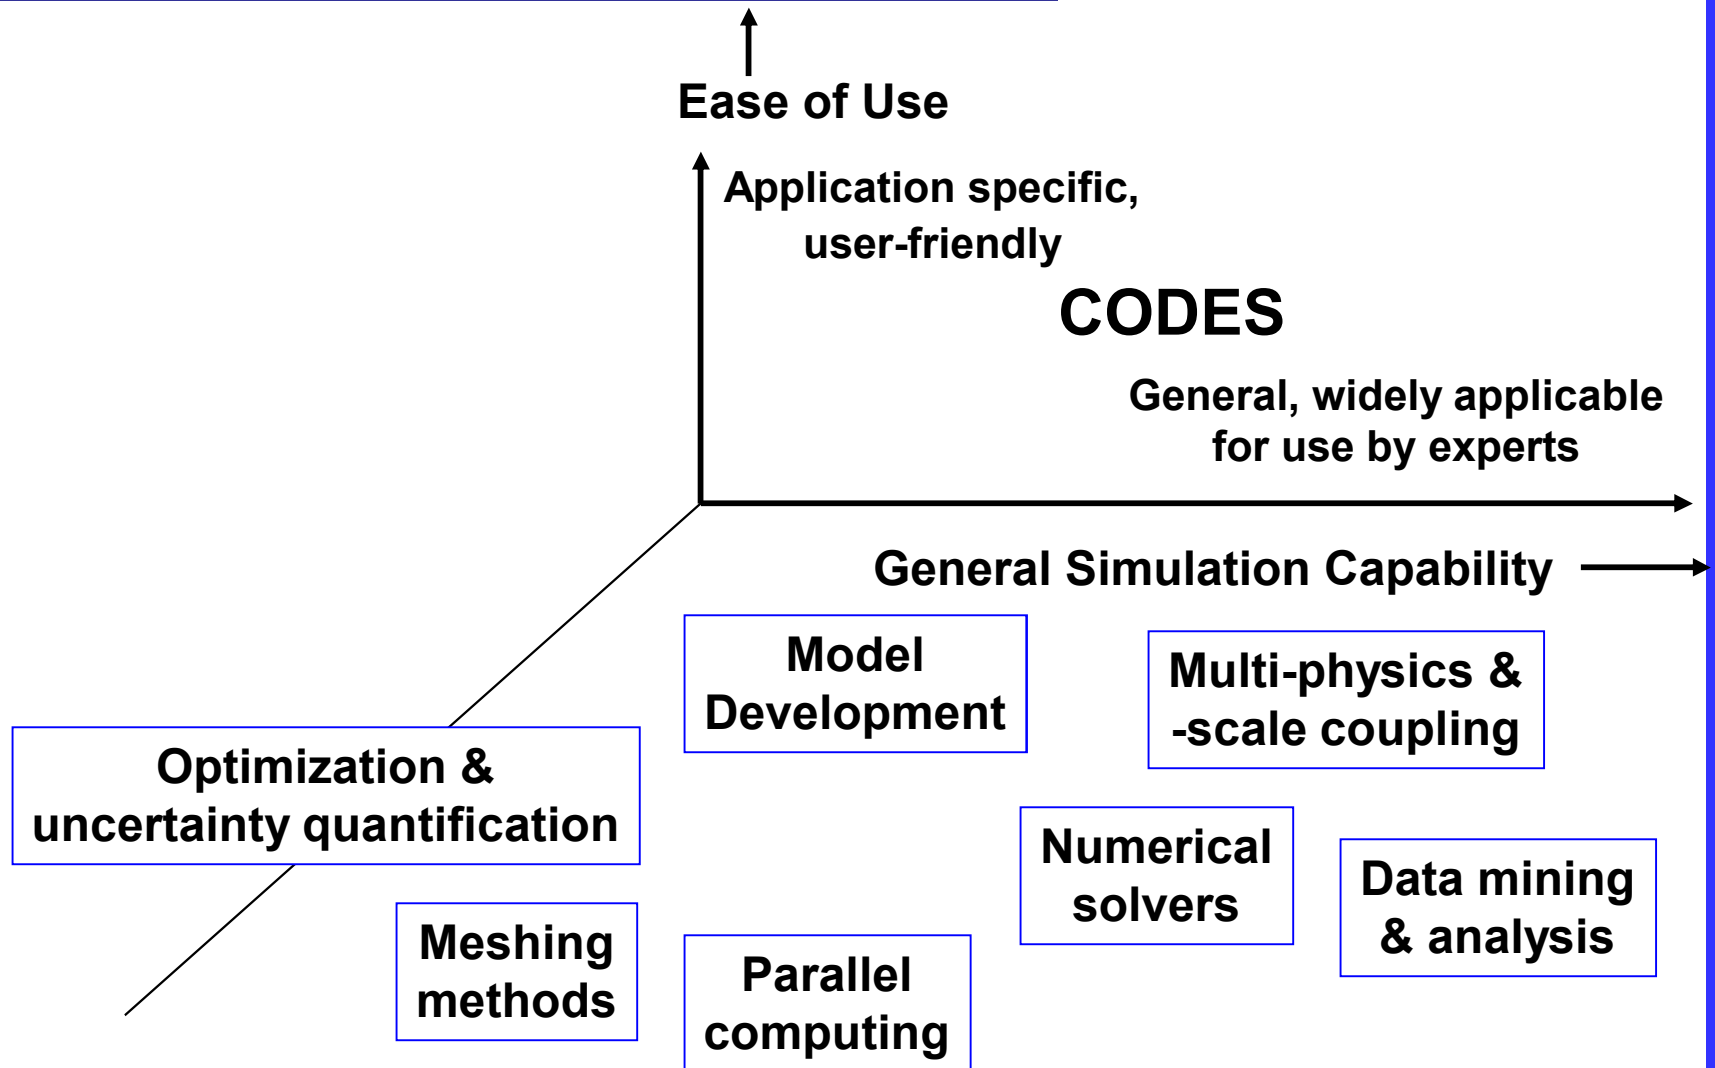 Ease of Use
Application specific,
user-friendly
CODES
General, widely applicable
for use by experts
General Simulation Capability
Model
Development
Multi-physics &
-scale coupling
Optimization &
uncertainty quantification
Numerical
solvers
Data mining
& analysis
Meshing
methods
Parallel
computing